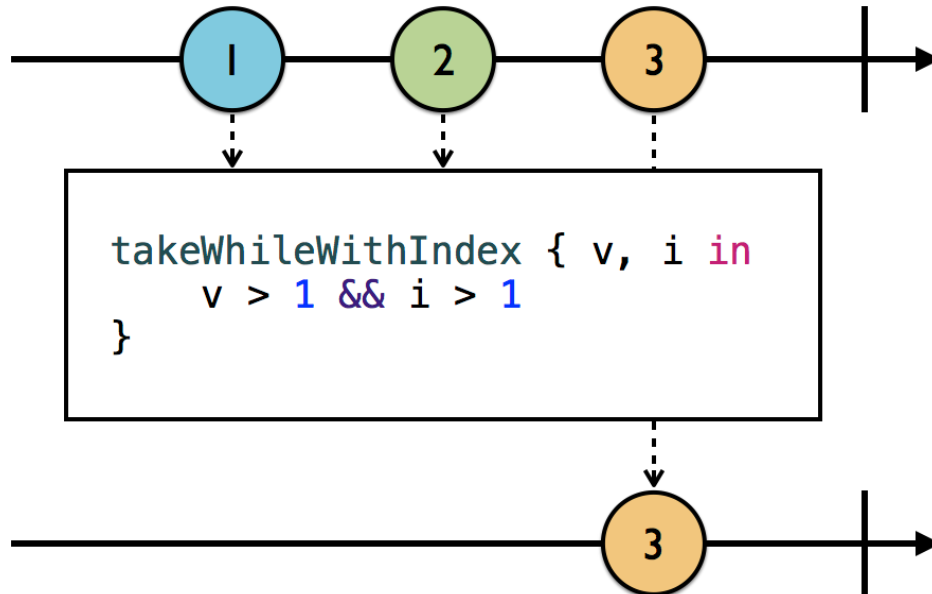 1 2 3
takeWhileWithIndex { v, i in
    v > 1 && i > 1
}
3